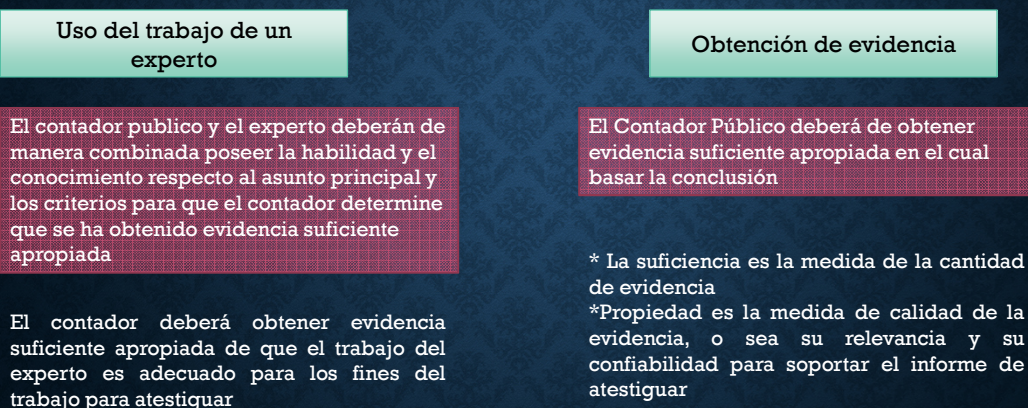 Uso del trabajo de un
experto
El contador publico y el experto deberán de
manera combinada poseer la habilidad y el
conocimiento respecto al asunto principal y
los criterios para que el contador determine
que se ha obtenido evidencia suficiente
apropiada
El contador deberá obtener evidencia
suficiente apropiada de que el trabajo del
experto es adecuado para los fines del
trabajo para atestiguar
Obtención de evidencia
El Contador Público deberá de obtener
evidencia suficiente apropiada en el cual
basar la conclusión
* La suficiencia es la medida de la cantidad
de evidencia
*Propiedad es la medida de calidad de la
evidencia, o sea su relevancia y su
confiabilidad para soportar el informe de
atestiguar